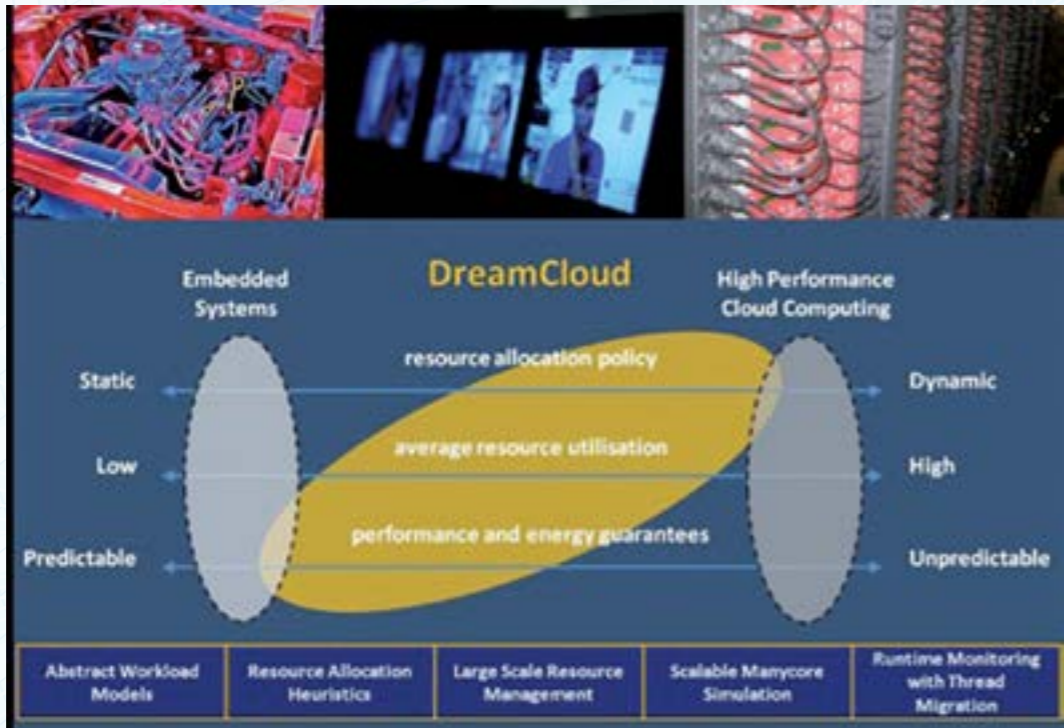 DreamCloud
Embedded
Systems
High Performance
Cloud Computing
resource allocation policy
Static
Dynamic
average resource utilisation
Low
High
performance and energy guarantees
Predictable
Unpredictable
Abstract Workload
Models
Resource Allocation
Heuristics
Large Scale Resource
Management
Scalable Manycore
Simulation
Runtime Monitoring
with Thread
Migration